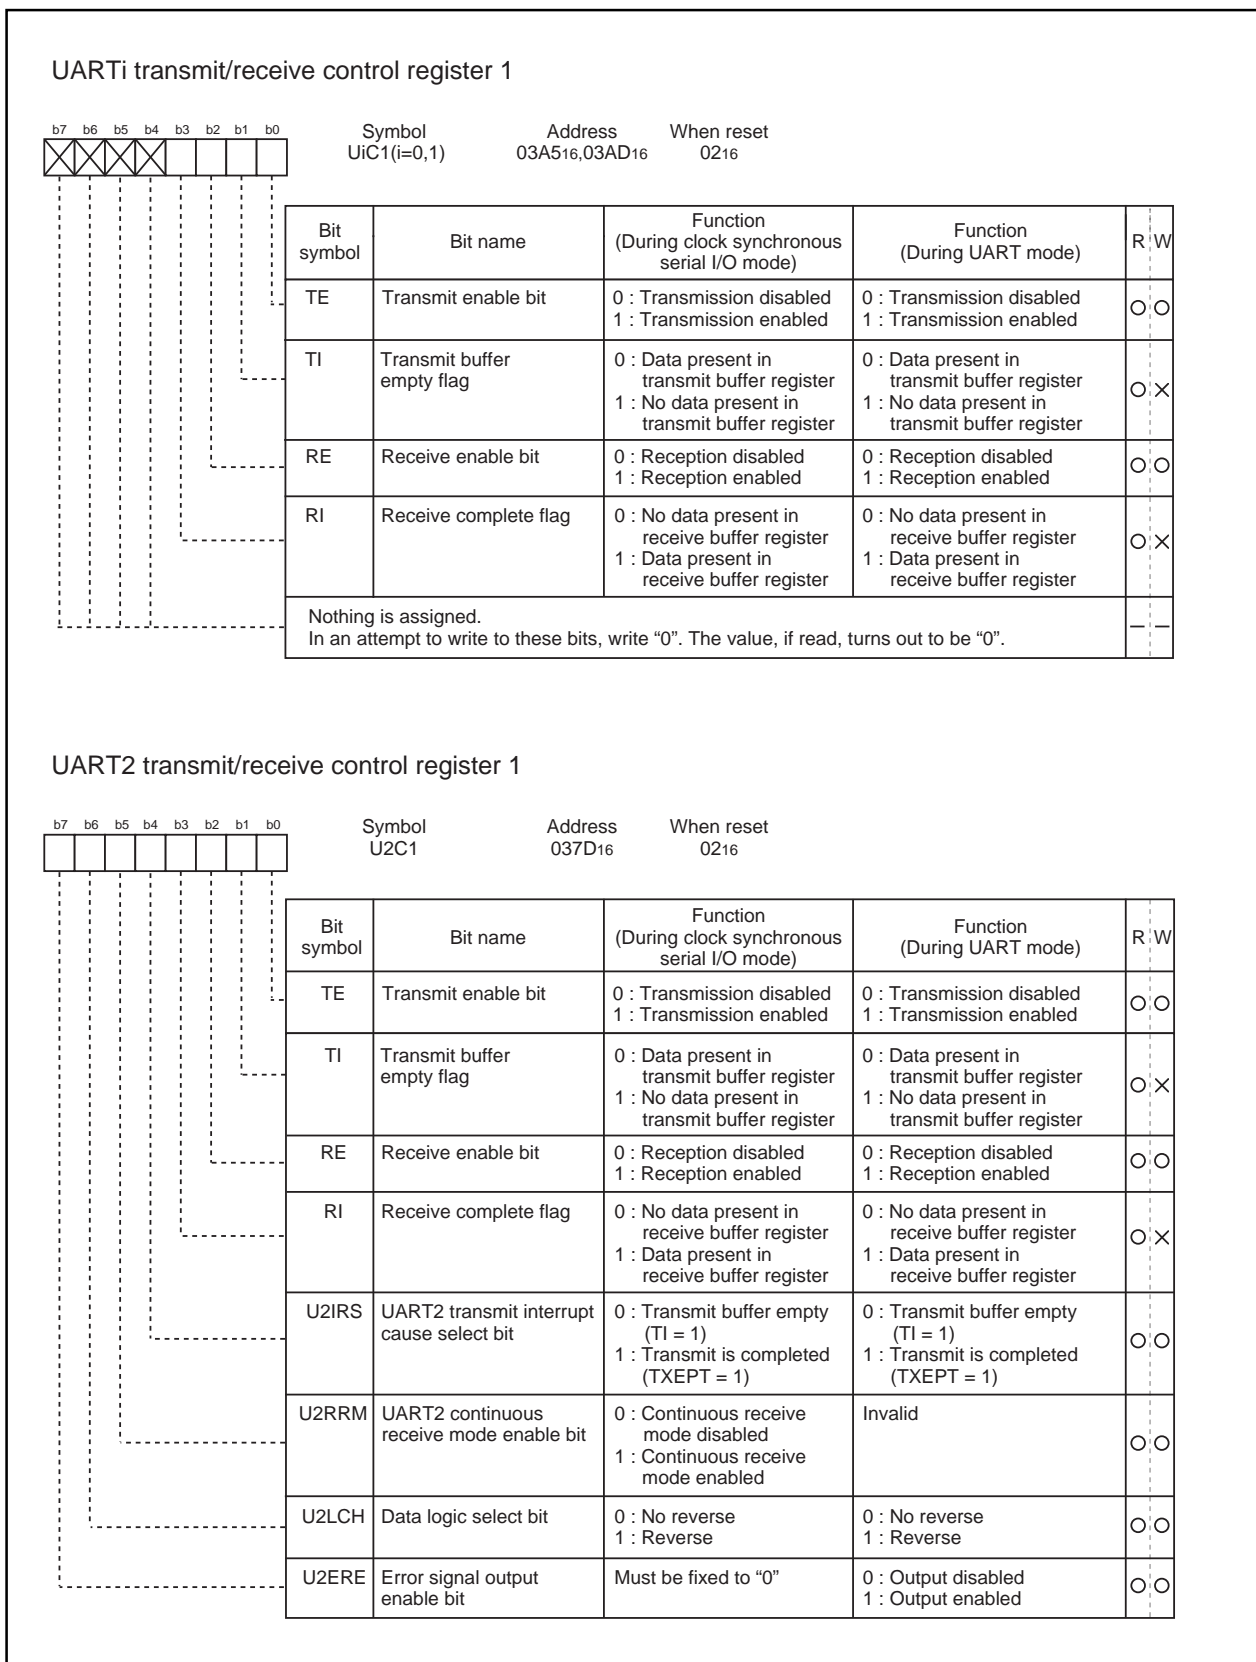 UARTi transmit/receive control register 1
b7 b6 b5 b4 b3 b2 b1 b0
Symbol Address When reset
UiC1(i=0,1) 03A516,03AD16 0216
Bit symbol Bit name Function (During clock synchronous serial I/O mode) Function (During UART mode) R W
TE Transmit enable bit 0 : Transmission disabled 0 : Transmission disabled
1 : Transmission enabled 1 : Transmission enabled
TI Transmit buffer 0 : Data present in 0 : Data present in
empty flag transmit buffer register transmit buffer register
1 : No data present in 1 : No data present in
transmit buffer register transmit buffer register
RE Receive enable bit 0 : Reception disabled 0 : Reception disabled
1 : Reception enabled 1 : Reception enabled
RI Receive complete flag 0 : No data present in 0 : No data present in
receive buffer register receive buffer register
1 : Data present in 1 : Data present in
receive buffer register receive buffer register
Nothing is assigned.
In an attempt to write to these bits, write “0”. The value, if read, turns out to be “0”.
UART2 transmit/receive control register 1
b7 b6 b5 b4 b3 b2 b1 b0
Symbol Address When reset
U2C1 037D16 0216
Bit symbol Bit name Function (During clock synchronous serial I/O mode) Function (During UART mode) R W
TE Transmit enable bit 0 : Transmission disabled 0 : Transmission disabled
1 : Transmission enabled 1 : Transmission enabled
TI Transmit buffer 0 : Data present in 0 : Data present in
empty flag transmit buffer register transmit buffer register
1 : No data present in 1 : No data present in
transmit buffer register transmit buffer register
RE Receive enable bit 0 : Reception disabled 0 : Reception disabled
1 : Reception enabled 1 : Reception enabled
RI Receive complete flag 0 : No data present in 0 : No data present in
receive buffer register receive buffer register
1 : Data present in 1 : Data present in
receive buffer register receive buffer register
U2IRS UART2 transmit interrupt 0 : Transmit buffer empty 0 : Transmit buffer empty
cause select bit (TI = 1) (TI = 1)
1 : Transmit is completed 1 : Transmit is completed
(TXEPT = 1) (TXEPT = 1)
U2RRM UART2 continuous 0 : Continuous receive Invalid
receive mode enable bit mode disabled
1 : Continuous receive
mode enabled
U2LCH Data logic select bit 0 : No reverse 0 : No reverse
1 : Reverse 1 : Reverse
U2ERE Error signal output Must be fixed to “0” 0 : Output disabled
enable bit 1 : Output enabled